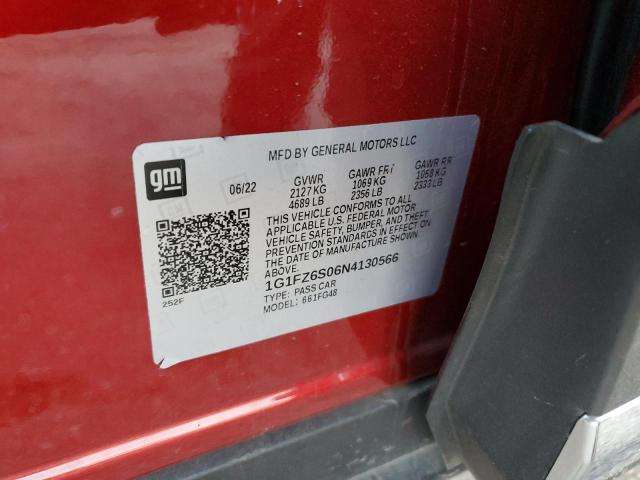 MFD BY GENERAL MOTORS LLC
gm
06/22 GVWR GAWR FRT GAWR RR
2127 KG 1069 KG 1058 KG
4689 LB 2356 LB 2333 LB
THIS VEHICLE CONFORMS TO ALL
APPLICABLE U.S. FEDERAL MOTOR
VEHICLE SAFETY, BUMPER, AND THEFT
PREVENTION STANDARDS IN EFFECT ON
THE DATE OF MANUFACTURE SHOWN
ABOVE.
1G1FZ6S06N4130566
TYPE: PASS CAR
MODEL: 661FG48
252F